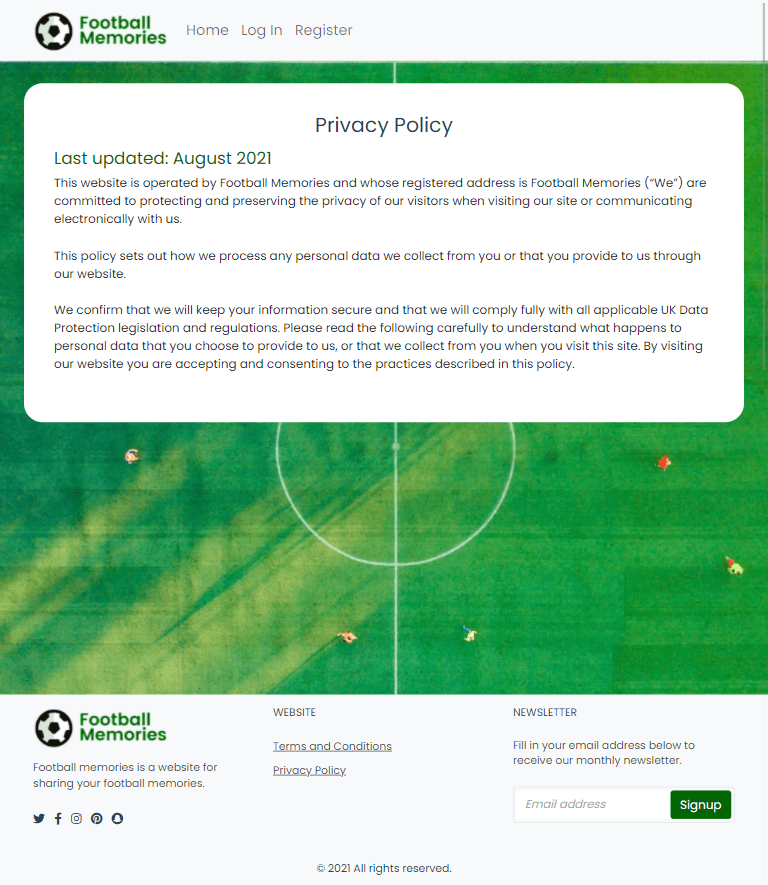 Football
Memories
Home Log In Register
Privacy Policy
Last updated: August 2021
This website is operated by Football Memories and whose registered address is Football Memories (“We”) are
committed to protecting and preserving the privacy of our visitors when visiting our site or communicating
electronically with us.
This policy sets out how we process any personal data we collect from you or that you provide to us through
our website.
We confirm that we will keep your information secure and that we will comply fully with all applicable UK Data
Protection legislation and regulations. Please read the following carefully to understand what happens to
personal data that you choose to provide to us, or that we collect from you when you visit this site. By visiting
our website you are accepting and consenting to the practices described in this policy.
Football
Memories
Football memories is a website for
sharing your football memories.
WEBSITE
Terms and Conditions
Privacy Policy
NEWSLETTER
Fill in your email address below to
receive our monthly newsletter.
Email address
Signup
© 2021 All rights reserved.